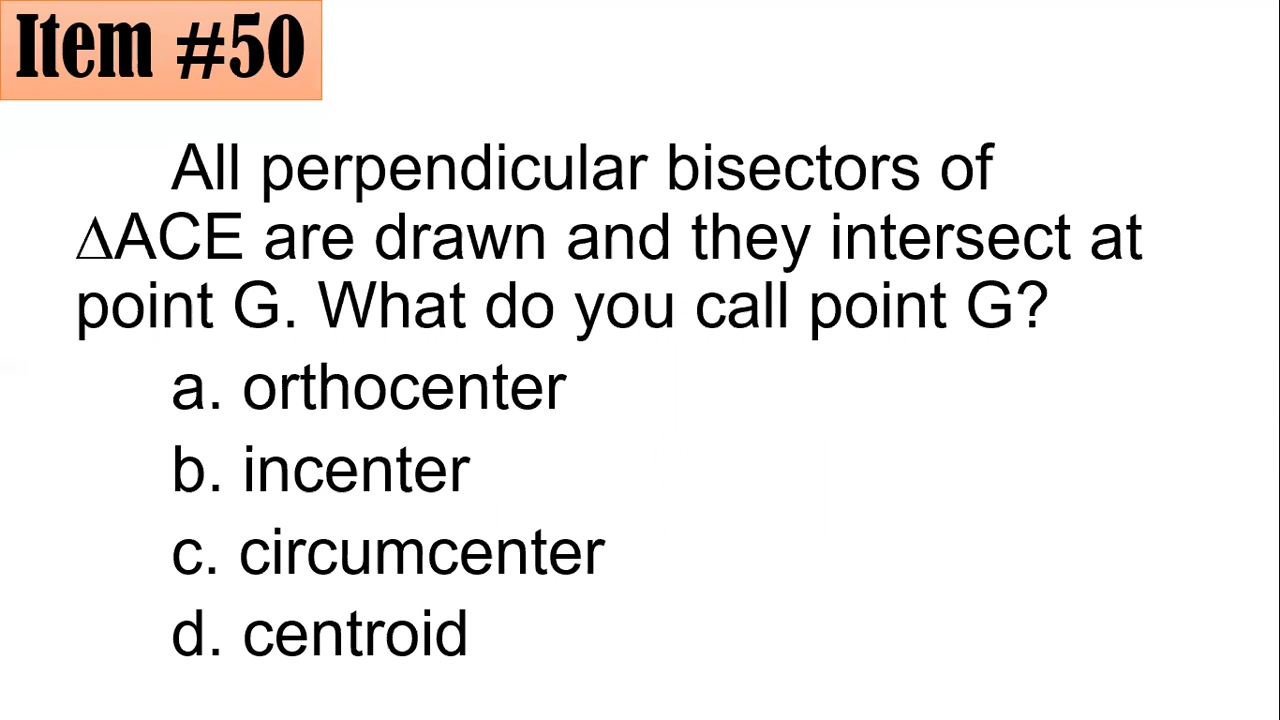 Item #50
All perpendicular bisectors of
∆ACE are drawn and they intersect at
point G. What do you call point G?
a. orthocenter
b. incenter
c. circumcenter
d. centroid